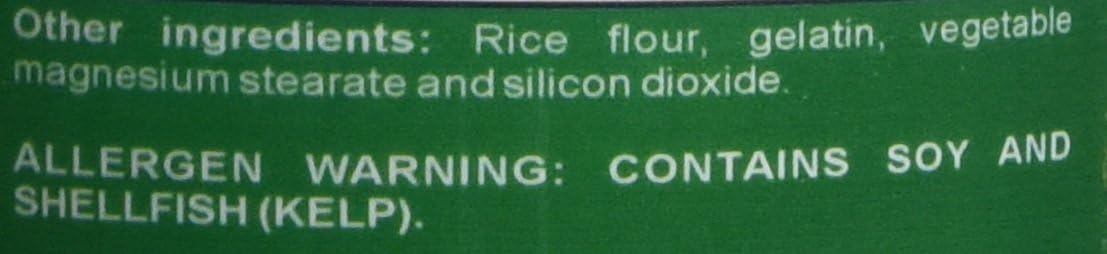 Other ingredients: Rice flour, gelatin, vegetable
magnesium stearate and silicon dioxide.
ALLERGEN WARNING: CONTAINS SOY AND
SHELLFISH (KELP).